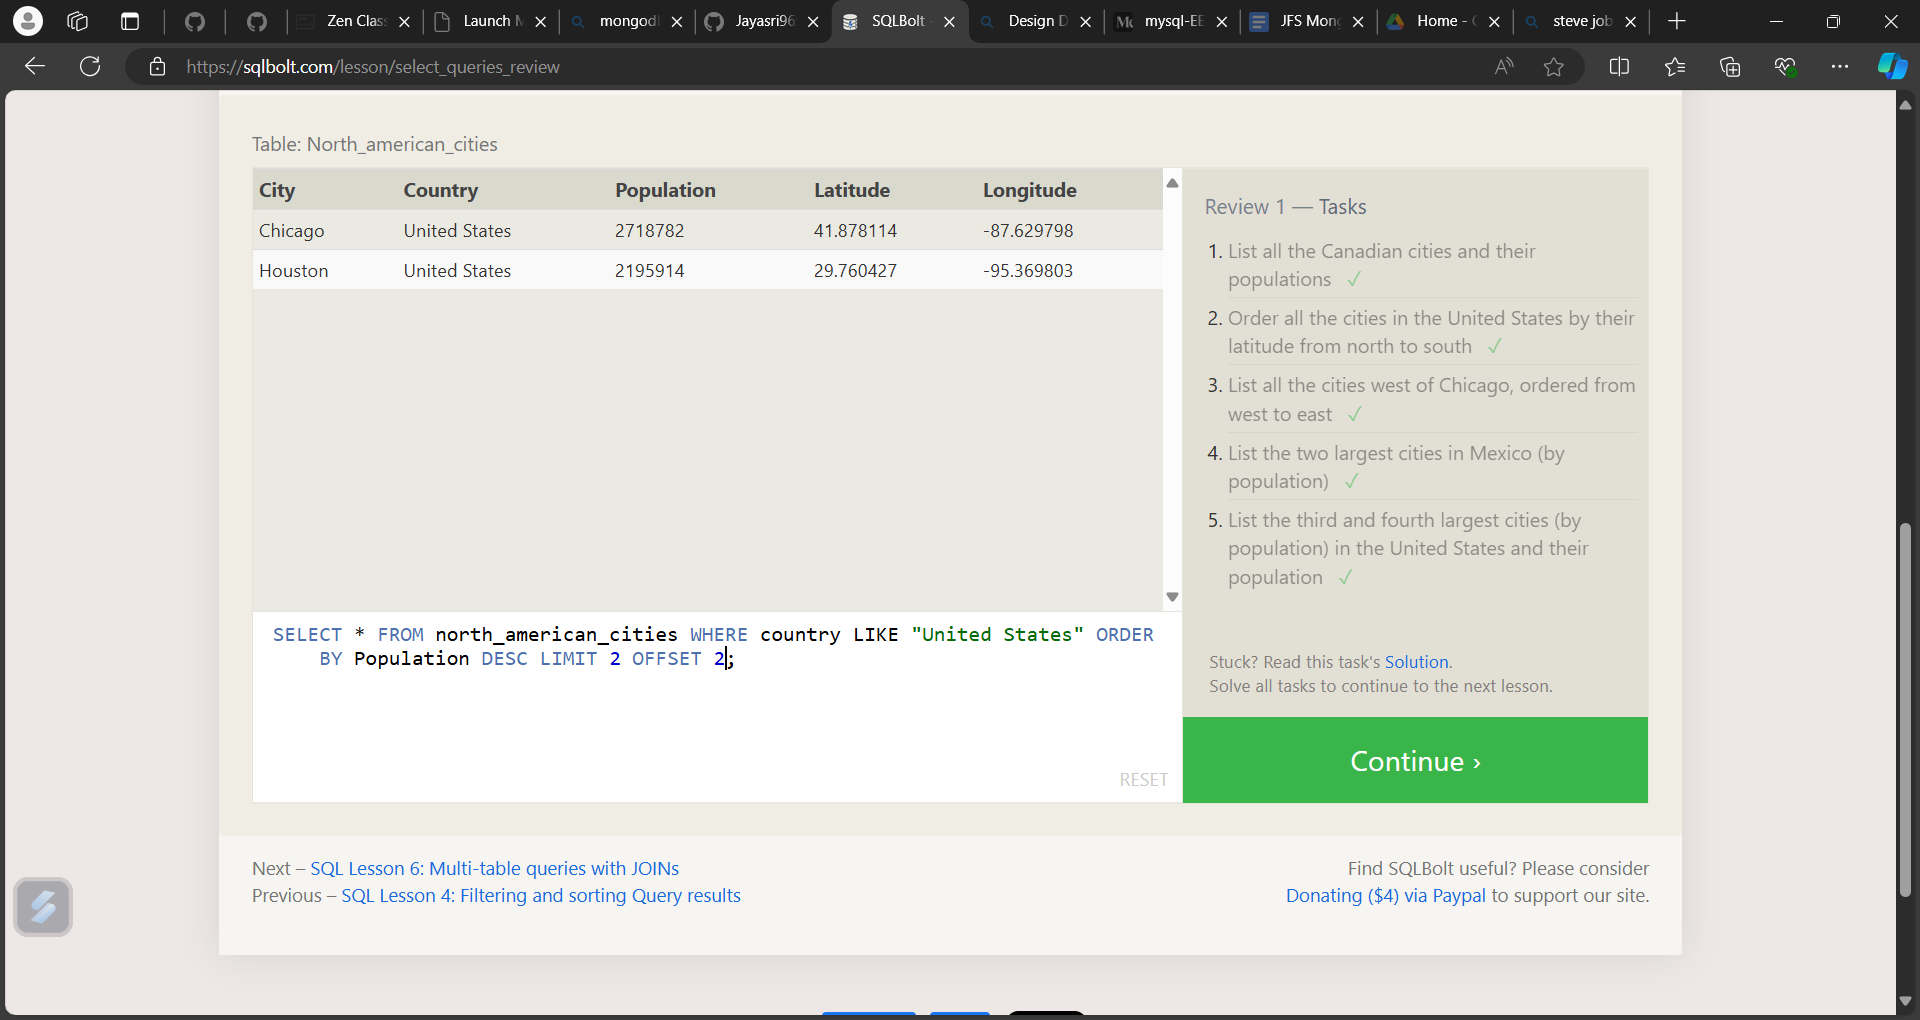 Zen Clas
Launch M
mongodl
Jayasri96
SQLBolt -
Design D
mysql-EE
JFS Mon
Home - 
steve job
https://sqlbolt.com/lesson/select_queries_review
Table: North_american_cities
City Country Population Latitude Longitude
Chicago United States 2718782 41.878114 -87.629798
Houston United States 2195914 29.760427 -95.369803
SELECT * FROM north_american_cities WHERE country LIKE "United States" ORDER
BY Population DESC LIMIT 2 OFFSET 2;
RESET
Review 1 — Tasks
1. List all the Canadian cities and their
populations ✓
2. Order all the cities in the United States by their
latitude from north to south ✓
3. List all the cities west of Chicago, ordered from
west to east ✓
4. List the two largest cities in Mexico (by
population) ✓
5. List the third and fourth largest cities (by
population) in the United States and their
population ✓
Stuck? Read this task's Solution.
Solve all tasks to continue to the next lesson.
Continue ›
Next – SQL Lesson 6: Multi-table queries with JOINs
Previous – SQL Lesson 4: Filtering and sorting Query results
Find SQLBolt useful? Please consider
Donating ($4) via Paypal to support our site.